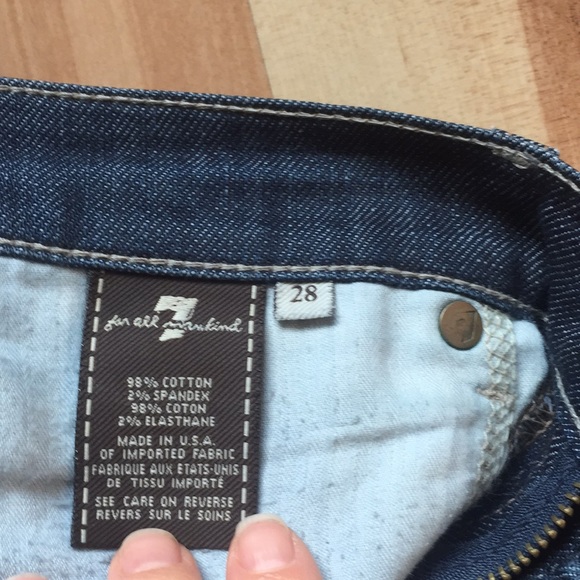 7
for all mankind
28
98% COTTON
2% SPANDEX
98% COTON
2% ELASTHANE
MADE IN U.S.A.
OF IMPORTED FABRIC
FABRIQUE AUX ETATS-UNIS
DE TISSU IMPORTÉ
SEE CARE ON REVERSE
REVERS SUR LE SOINS